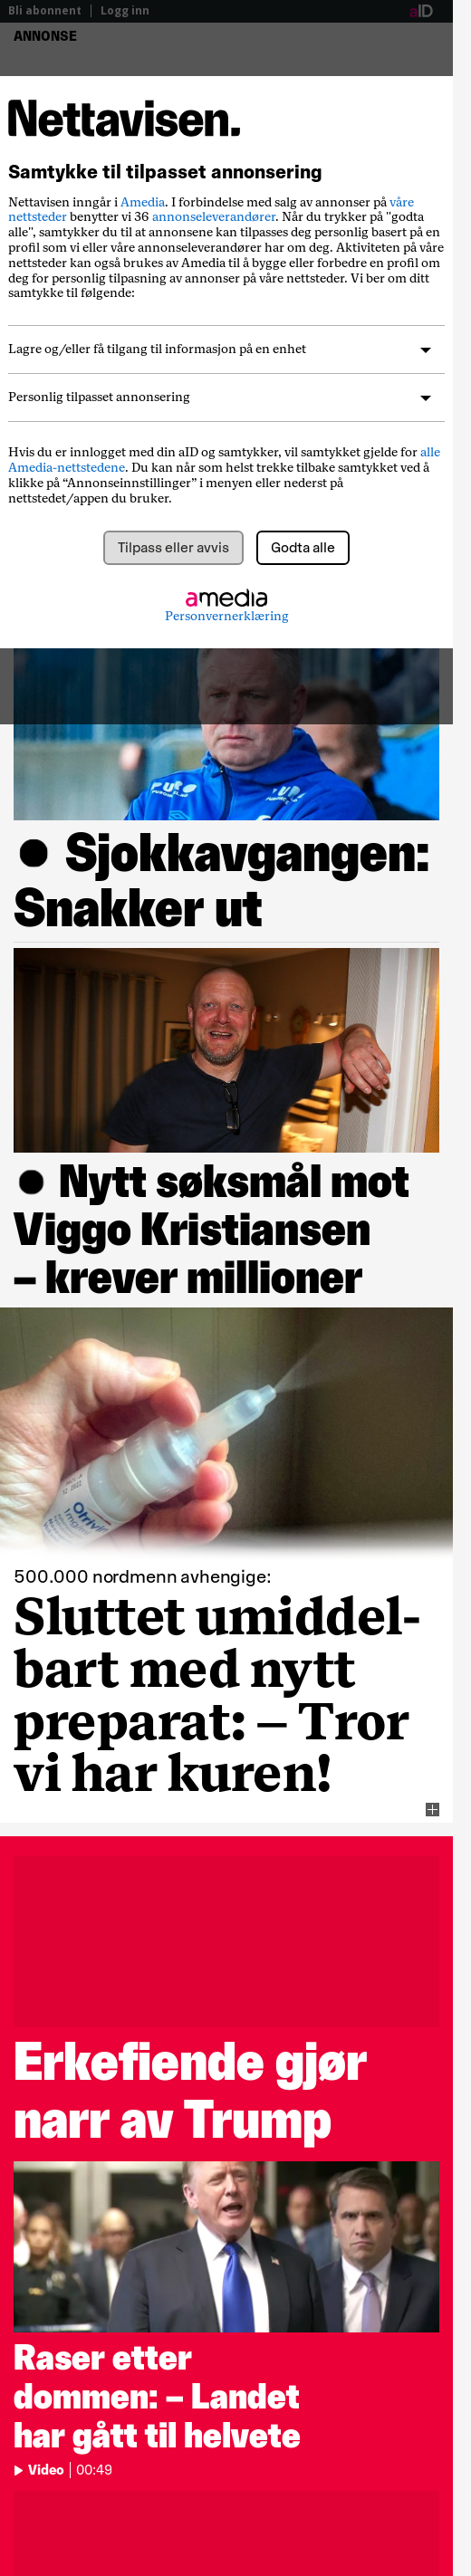 Bli abonnent | Logg inn
aID
ANNONSE
Nettavisen.
Samtykke til tilpasset annonsering
Nettavisen inngår i Amedia. I forbindelse med salg av annonser på våre
nettsteder benytter vi 36 annonseleverandører. Når du trykker på "godta
alle", samtykker du til at annonsene kan tilpasses deg personlig basert på en
profil som vi eller våre annonseleverandører har om deg. Aktiviteten på våre
nettsteder kan også brukes av Amedia til å bygge eller forbedre en profil om
deg for personlig tilpasning av annonser på våre nettsteder. Vi ber om ditt
samtykke til følgende:
Lagre og/eller få tilgang til informasjon på en enhet
Personlig tilpasset annonsering
Hvis du er innlogget med din aID og samtykker, vil samtykket gjelde for alle
Amedia-nettstedene. Du kan når som helst trekke tilbake samtykket ved å
klikke på “Annonseinnstillinger” i menyen eller nederst på
nettstedet/appen du bruker.
Tilpass eller avvis
Godta alle
amedia
Personvernerklæring
Sjokkavgangen:
Snakker ut
Nytt søksmål mot
Viggo Kristiansen
– krever millioner
Otrivin
500.000 nordmenn avhengige:
Sluttet umiddel-
bart med nytt
preparat: – Tror
vi har kuren!
Erkefiende gjør
narr av Trump
Raser etter
dommen: – Landet
har gått til helvete
Video | 00:49